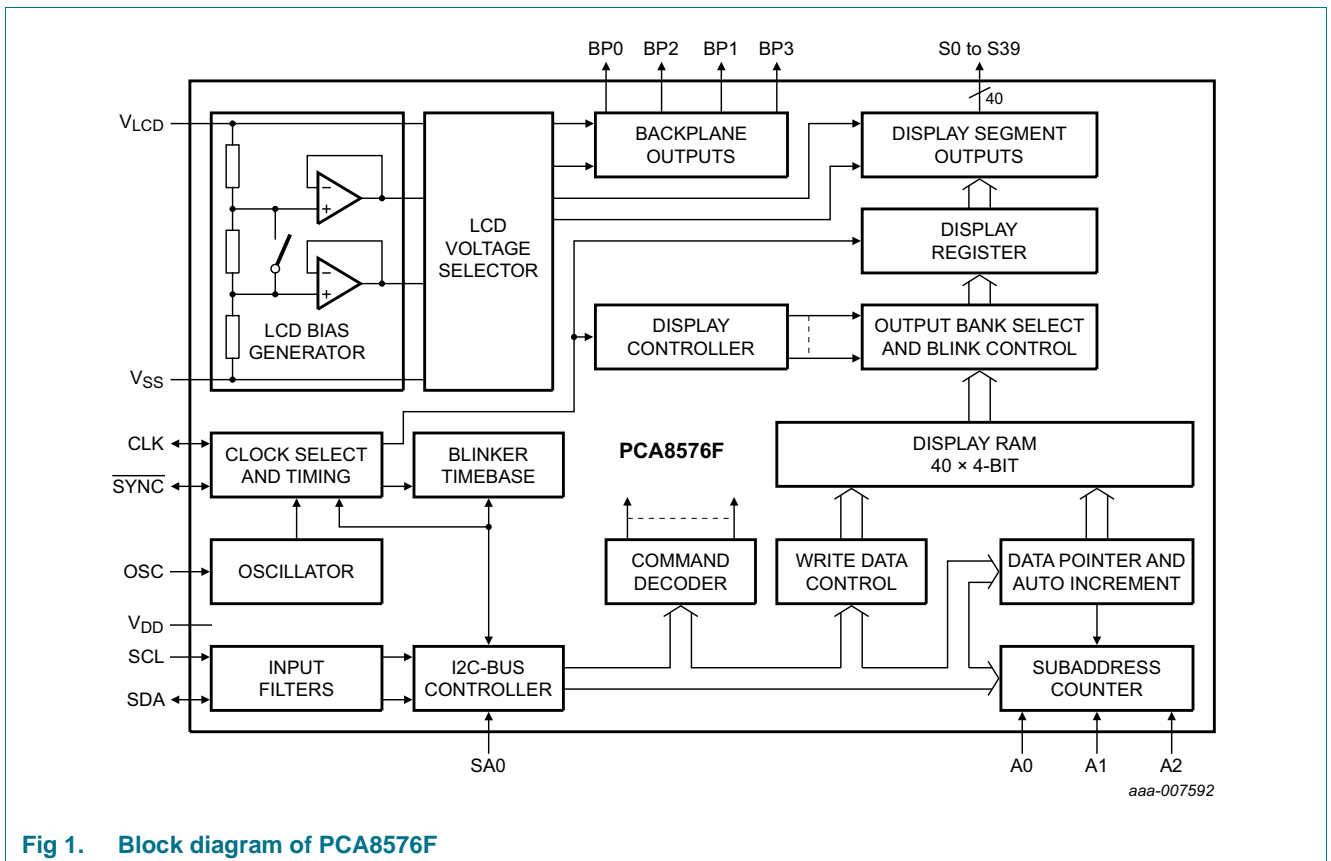 BP0 BP2 BP1 BP3 S0 to S39
40
VLCD
BACKPLANE
OUTPUTS
DISPLAY SEGMENT
OUTPUTS
LCD
VOLTAGE
SELECTOR
−
+
−
+
LCD BIAS
GENERATOR
DISPLAY
REGISTER
DISPLAY
CONTROLLER
OUTPUT BANK SELECT
AND BLINK CONTROL
VSS
CLK
SYNC
CLOCK SELECT
AND TIMING
BLINKER
TIMEBASE
PCA8576F
DISPLAY RAM
40 × 4-BIT
OSC
OSCILLATOR
COMMAND
DECODER
WRITE DATA
CONTROL
DATA POINTER AND
AUTO INCREMENT
VDD
SCL
SDA
INPUT
FILTERS
I2C-BUS
CONTROLLER
SUBADDRESS
COUNTER
SA0 A0 A1 A2
aaa-007592
Fig 1. Block diagram of PCA8576F